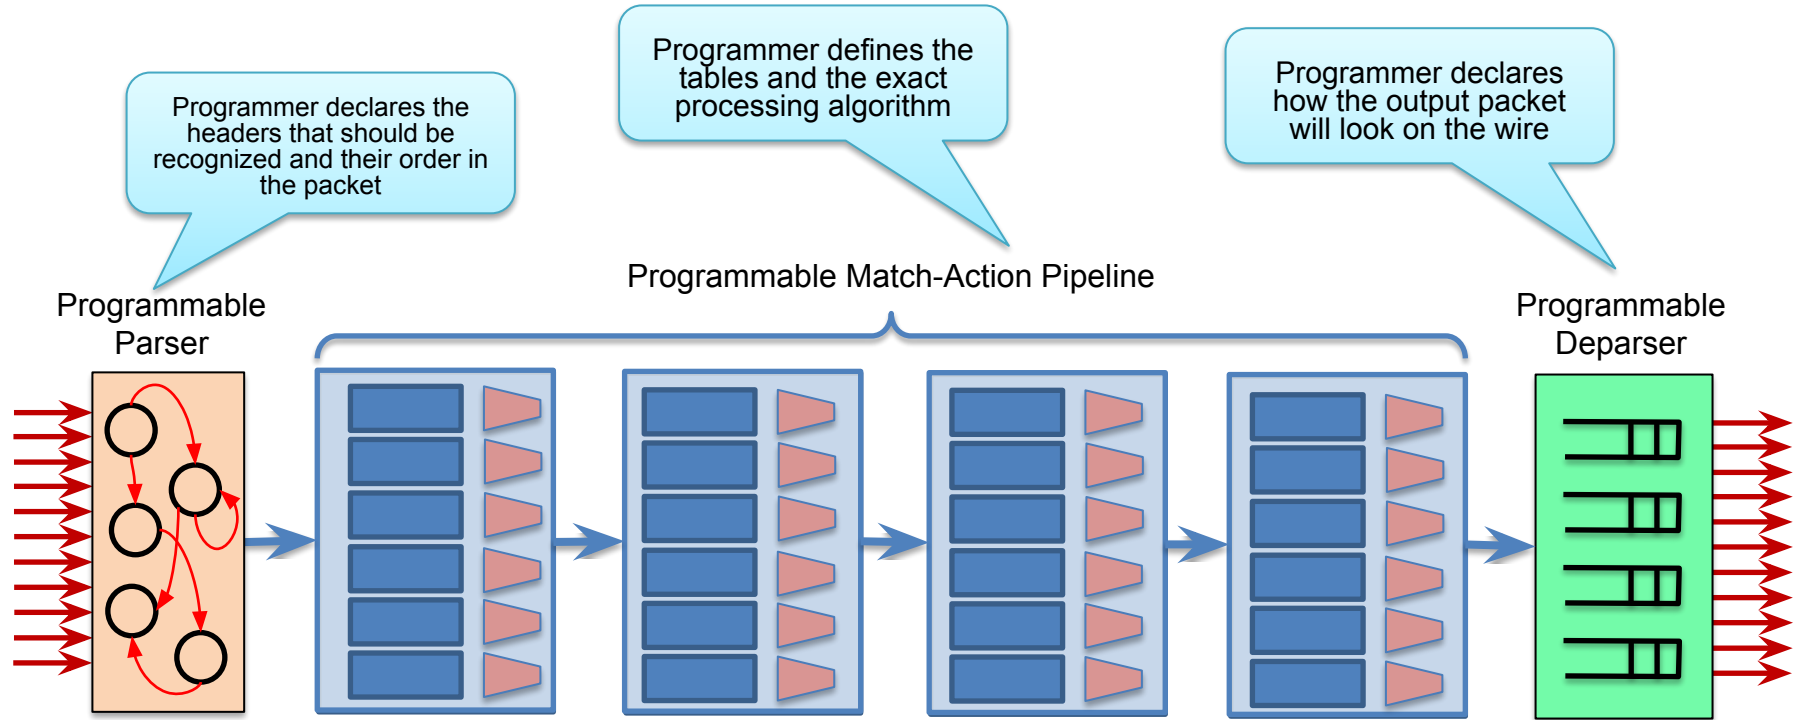 Programmer declares the
headers that should be
recognized and their order in
the packet
Programmer defines the
tables and the exact
processing algorithm
Programmer declares
how the output packet
will look on the wire
Programmable Match-Action Pipeline
Programmable
Parser
Programmable
Deparser